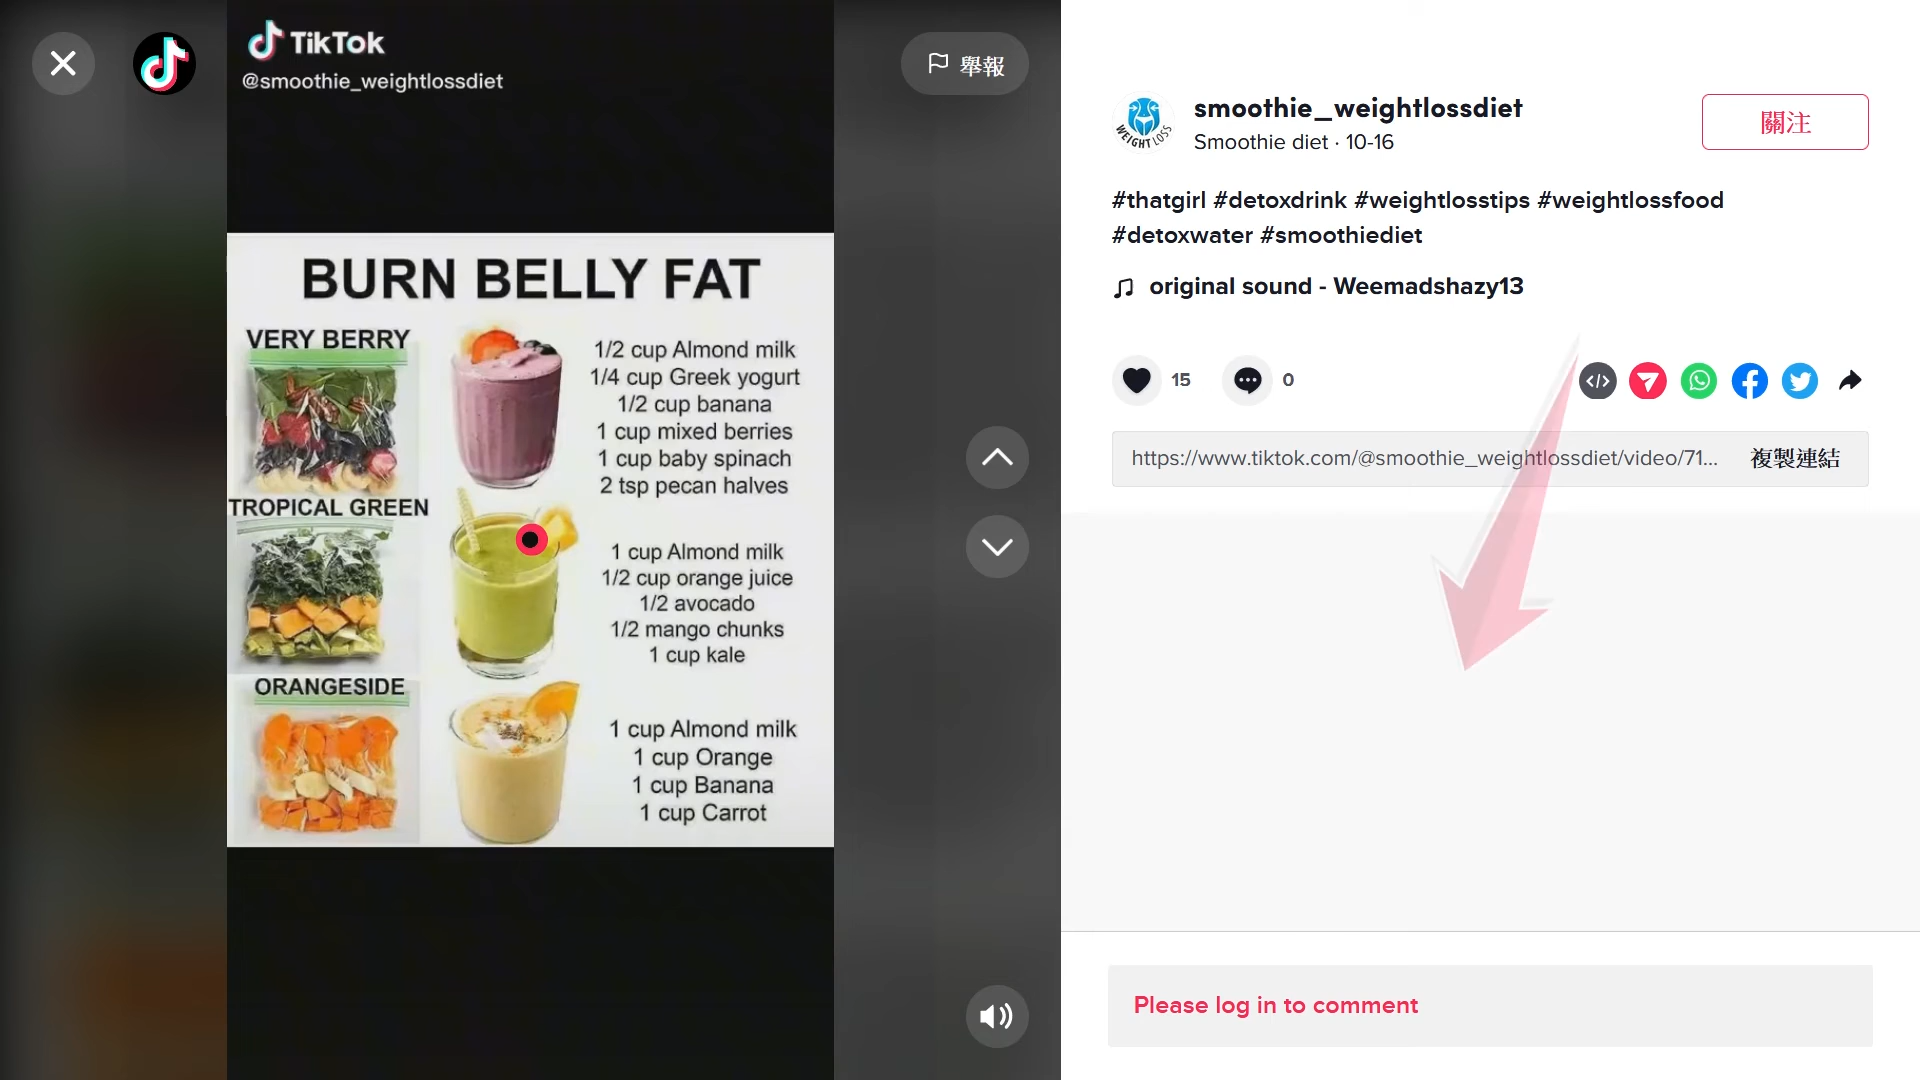 TikTok
@smoothie_weightlossdiet
舉報
BURN BELLY FAT
VERY BERRY
1/2 cup Almond milk
1/4 cup Greek yogurt
1/2 cup banana
1 cup mixed berries
1 cup baby spinach
2 tsp pecan halves
TROPICAL GREEN
1 cup Almond milk
1/2 cup orange juice
1/2 avocado
1/2 mango chunks
1 cup kale
ORANGESIDE
1 cup Almond milk
1 cup Orange
1 cup Banana
1 cup Carrot
WEIGHT LOSS
smoothie_weightlossdiet
Smoothie diet · 10-16
關注
#thatgirl #detoxdrink #weightlosstips #weightlossfood
#detoxwater #smoothiediet
original sound - Weemadshazy13
15
0
https://www.tiktok.com/@smoothie_weightlossdiet/video/71...
複製連結
Please log in to comment